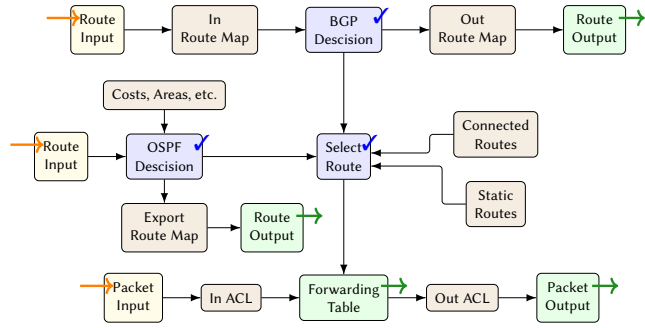 Route
Input
In
Route Map
BGP
Descision
Out
Route Map
Route
Output
Costs, Areas, etc.
Route
Input
OSPF
Descision
Select
Route
Connected
Routes
Static
Routes
Export
Route Map
Route
Output
Packet
Input
In ACL
Forwarding
Table
Out ACL
Packet
Output